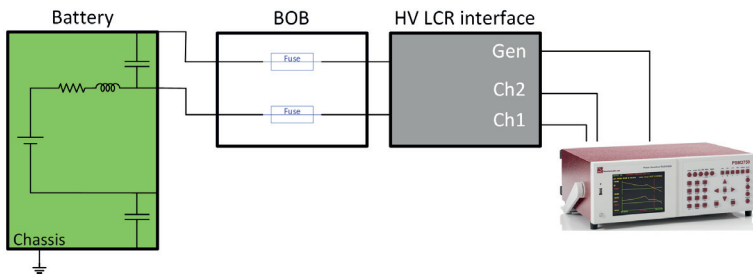 Battery
BOB
HV LCR interface
Fuse
Gen
Ch2
Fuse
Ch1
Chassis